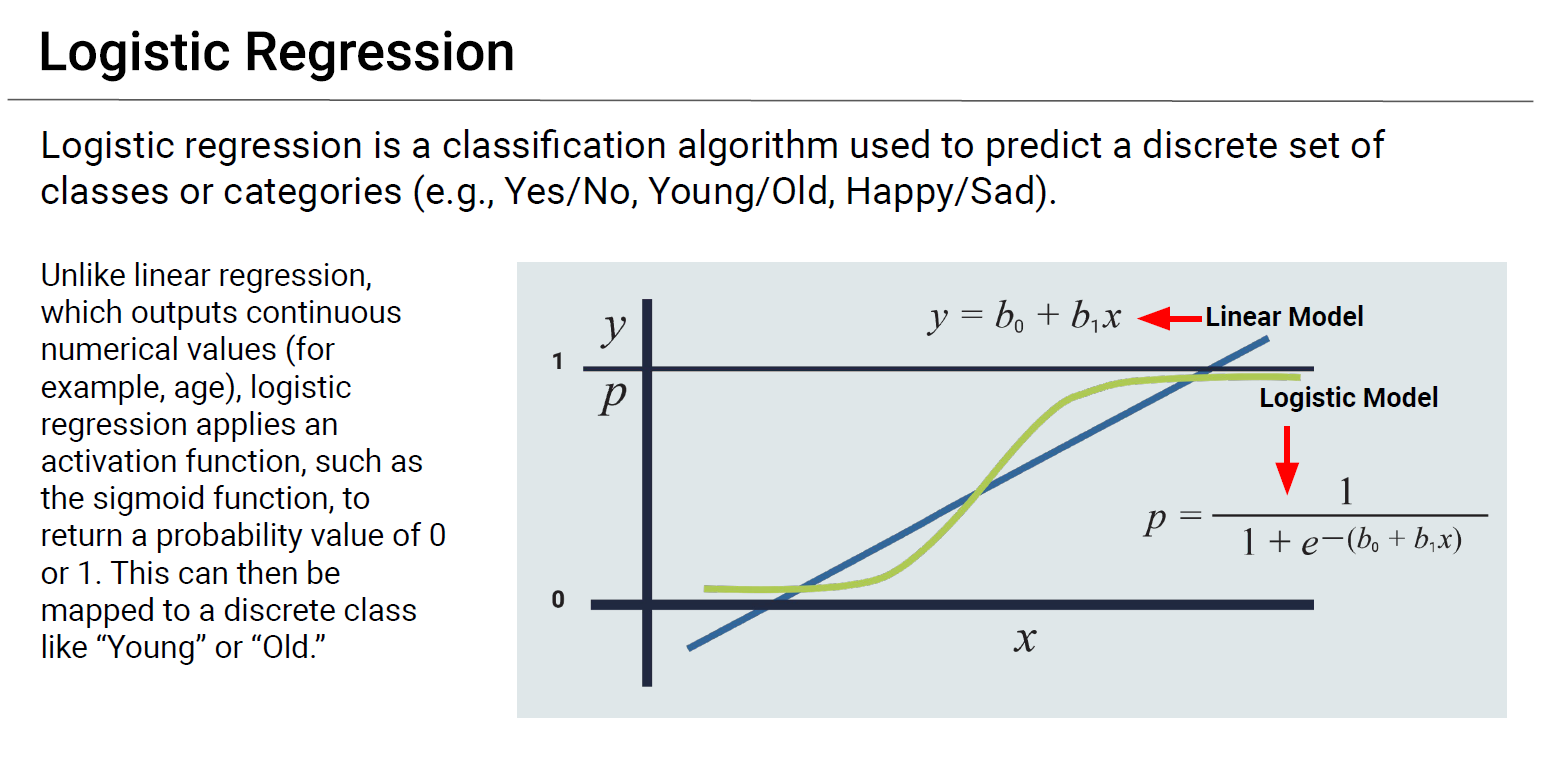 Logistic Regression
Logistic regression is a classification algorithm used to predict a discrete set of
classes or categories (e.g., Yes/No, Young/Old, Happy/Sad).
Unlike linear regression,
which outputs continuous
numerical values (for
example, age), logistic
regression applies an
activation function, such as
the sigmoid function, to
return a probability value of 0
or 1. This can then be
mapped to a discrete class
like “Young” or “Old.”
y
1
p
0
x
y = b₀ + b₁x
Linear Model
Logistic Model
p = 1
1 + e−(b₀ + b₁x)